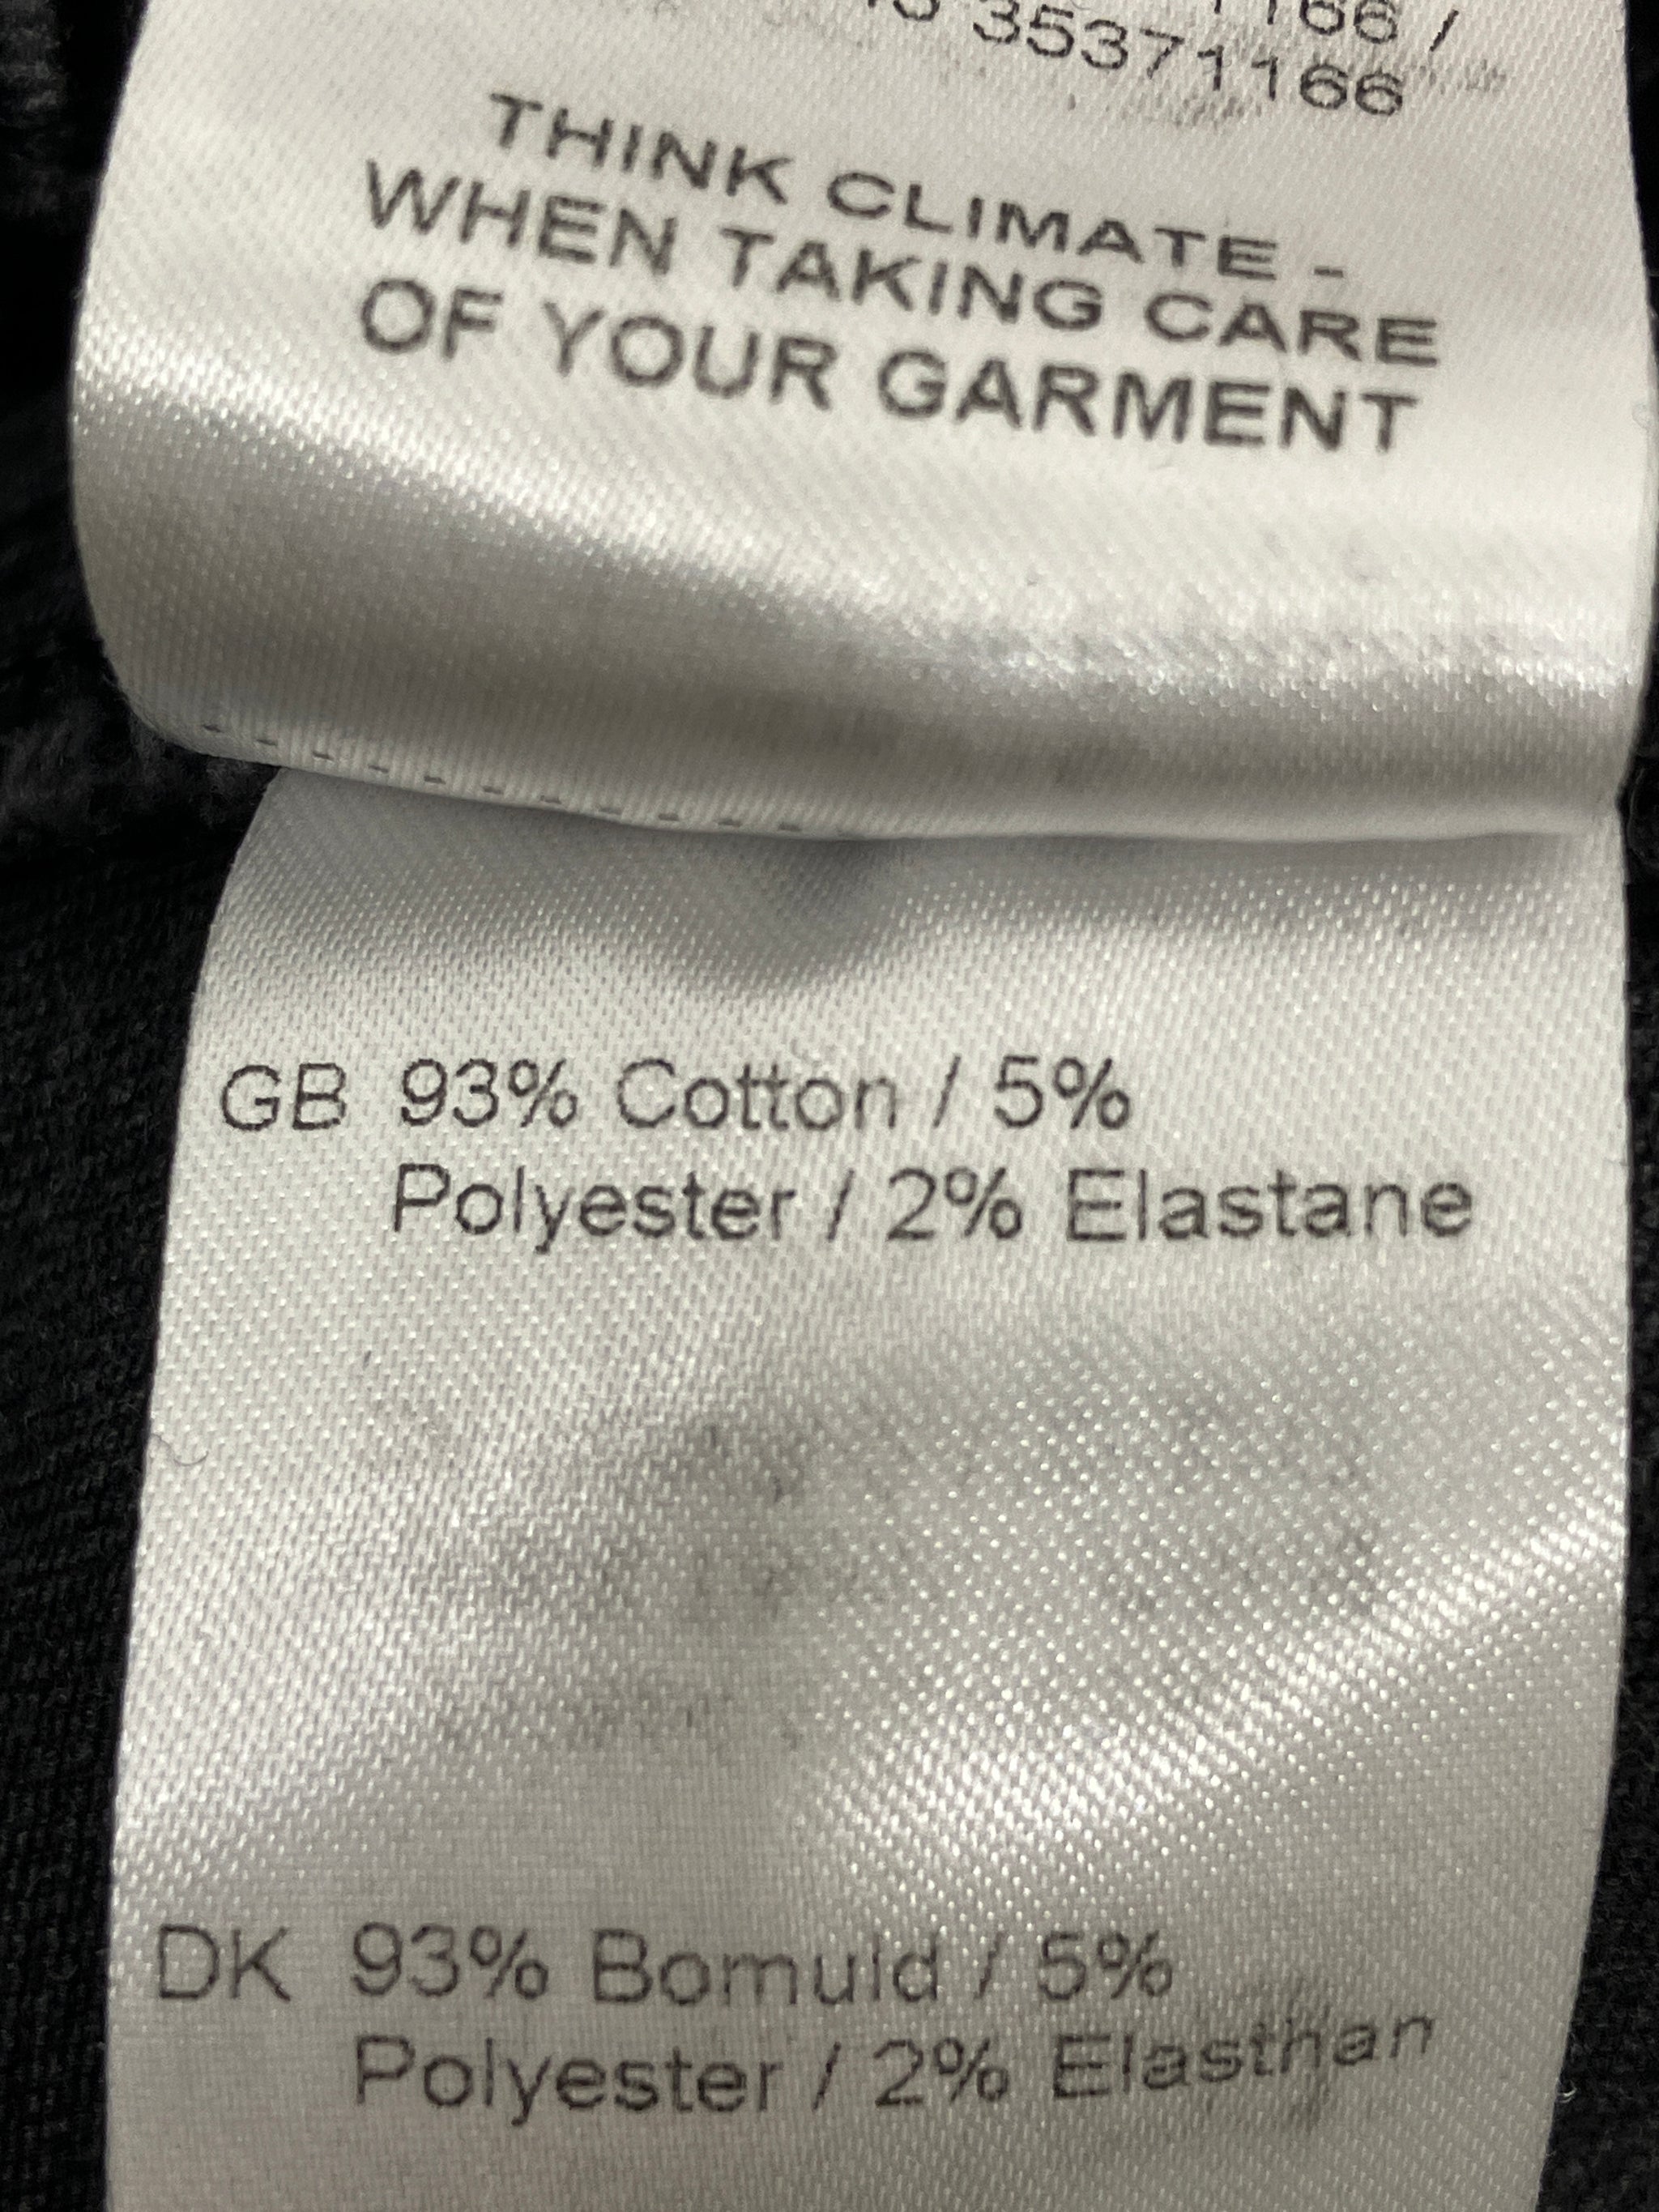 35371166
THINK CLIMATE -
WHEN TAKING CARE
OF YOUR GARMENT
GB 93% Cotton / 5%
Polyester / 2% Elastane
DK 93% Bomuld / 5%
Polyester / 2% Elasthan